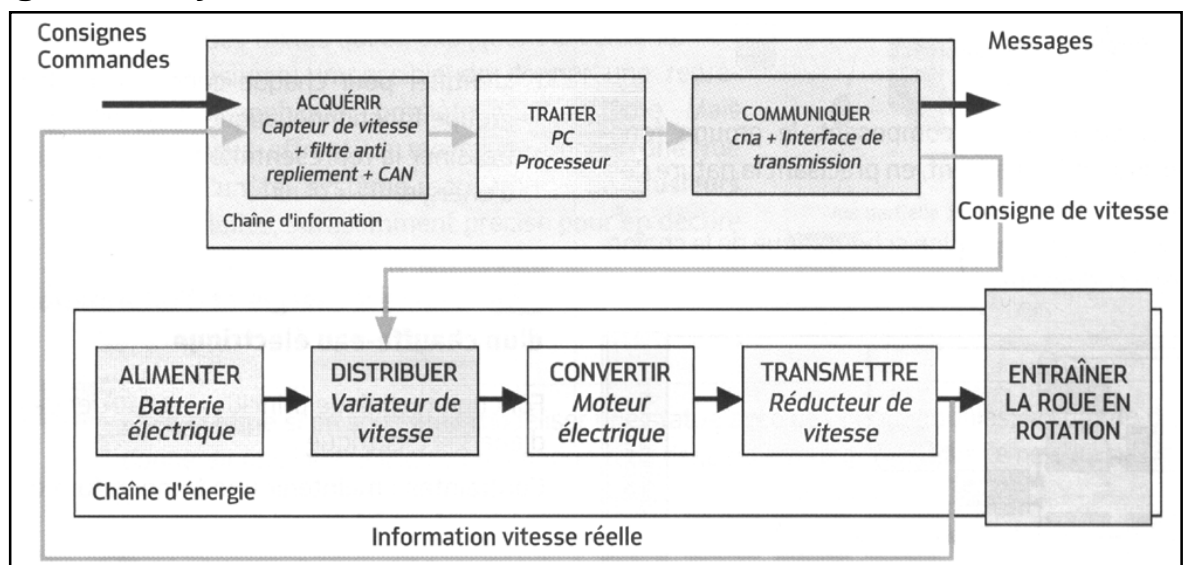 Consignes
Commandes
Messages
ACQUÉRIR
Capteur de vitesse
+ filtre anti
repliement + CAN
TRAITER
PC
Processeur
COMMUNIQUER
cna + Interface de
transmission
Chaîne d'information
Consigne de vitesse
ALIMENTER
Batterie
électrique
DISTRIBUER
Variateur de
vitesse
CONVERTIR
Moteur
électrique
TRANSMETTRE
Réducteur de
vitesse
ENTRAÎNER
LA ROUE EN
ROTATION
Chaîne d'énergie
Information vitesse réelle